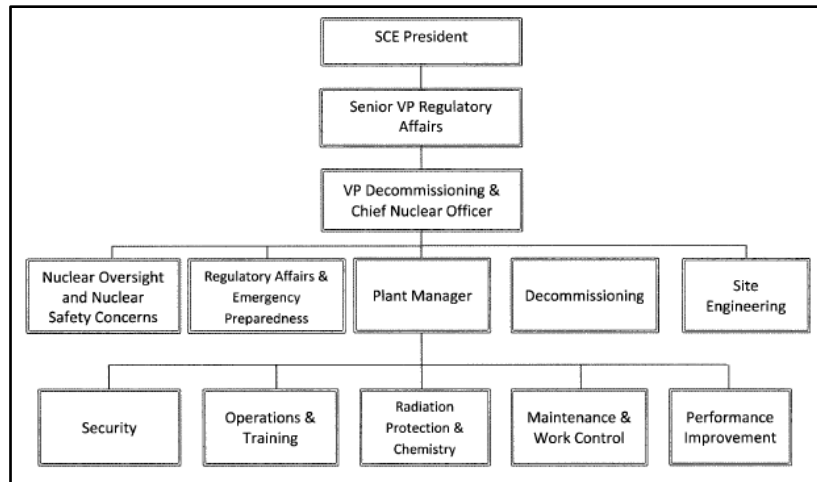 SCE President
Senior VP Regulatory
Affairs
VP Decommissioning &
Chief Nuclear Officer
Nuclear Oversight
and Nuclear
Safety Concerns
Regulatory Affairs &
Emergency
Preparedness
Plant Manager
Decommissioning
Site
Engineering
Security
Operations &
Training
Radiation
Protection &
Chemistry
Maintenance &
Work Control
Performance
Improvement